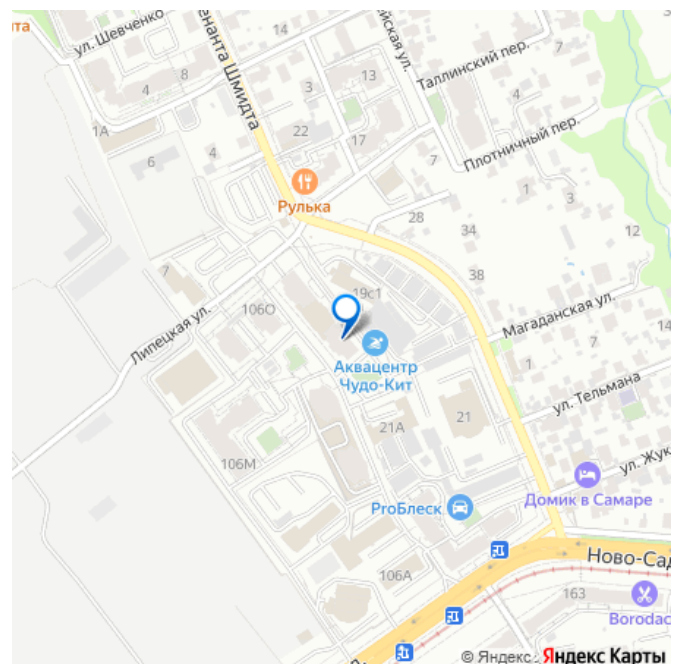 та
ул. Шевченко
14
4
8
1А
6
4
енанта Шмидта
3
13
ская ул.
7
Таллинский пер.
4
22
17
7
Плотничный пер.
1
3
Рулька
28
34
12
38
7
Липецкая ул.
106О
19с1
Магаданская ул.
7
14
Аквацентр
Чудо-Кит
1
ул. Тельмана
21А
21
106М
ул. Жук
Домик в Самаре
ProБлеск
Ново-Сад
106А
163
Borodac
© Яндекс
Яндекс Карты